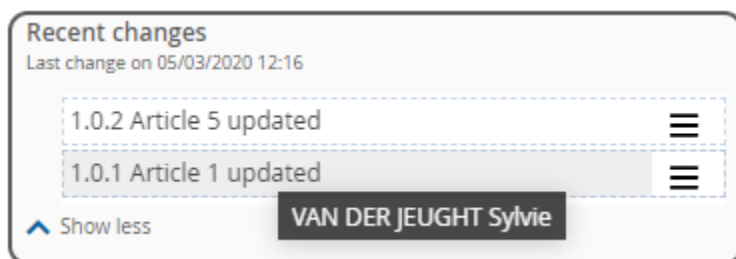 Recent changes
Last change on 05/03/2020 12:16
1.0.2 Article 5 updated
1.0.1 Article 1 updated
VAN DER JEUGHT Sylvie
Show less